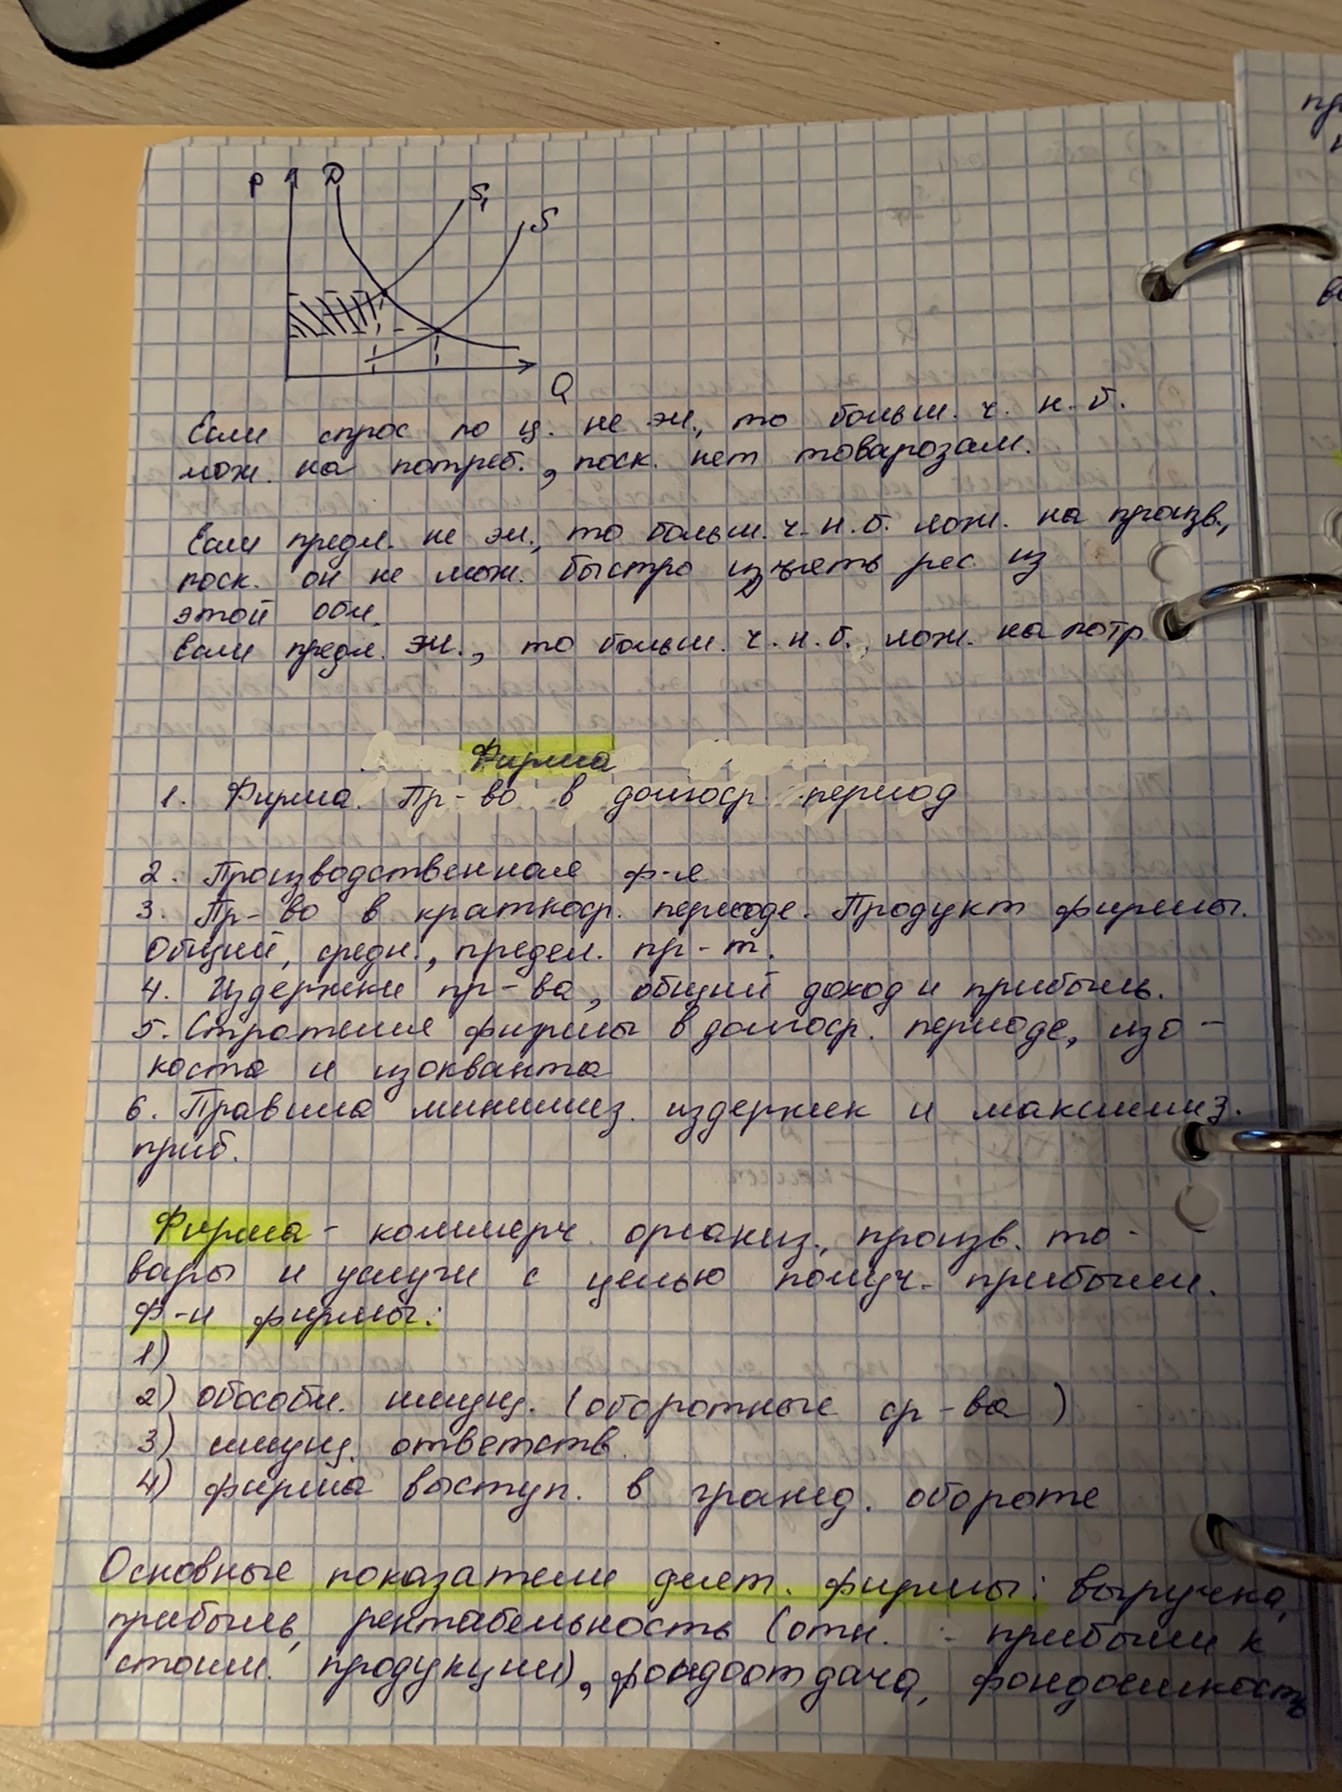 P D S₁ S
Q
Если спрос по ц. не эл., то больш. ч. н. б.
лож. на потреб., поск. нет товарозам.
Если предл. не эл., то больш. ч. н. б. лож. на произв.,
поск. он не мож. быстро изъять рес. из
этой обл.
Если предл. эл., то больш. ч. н. б., лож. на потр
Фирма
1. Фирма. Пр-во в долгоср. период
2. Производственная ф-я
3. Пр-во в краткоср. периоде. Продукт фирмы.
Общий, средн., предел. пр-т.
4. Издержки пр-ва, общий доход и прибыль.
5. Стратегия фирмы в долгоср. периоде, изо-
коста и изокванта
6. Правила минимиз. издержек и максимиз.
приб.
Фирма - коммерч. организ., произв. то-
вары и услуги с целью получ. прибыли.
Ф-и фирмы:
1)
2) обособл. имущ. (оборотные ср-ва)
3) имущ. ответств.
4) фирма выступ. в гражд. обороте
Основные показатели деят. фирмы: выручка,
прибыль, рентабельность (отн. прибыли к
стоим. продукции), фондоотдача, фондоемкость